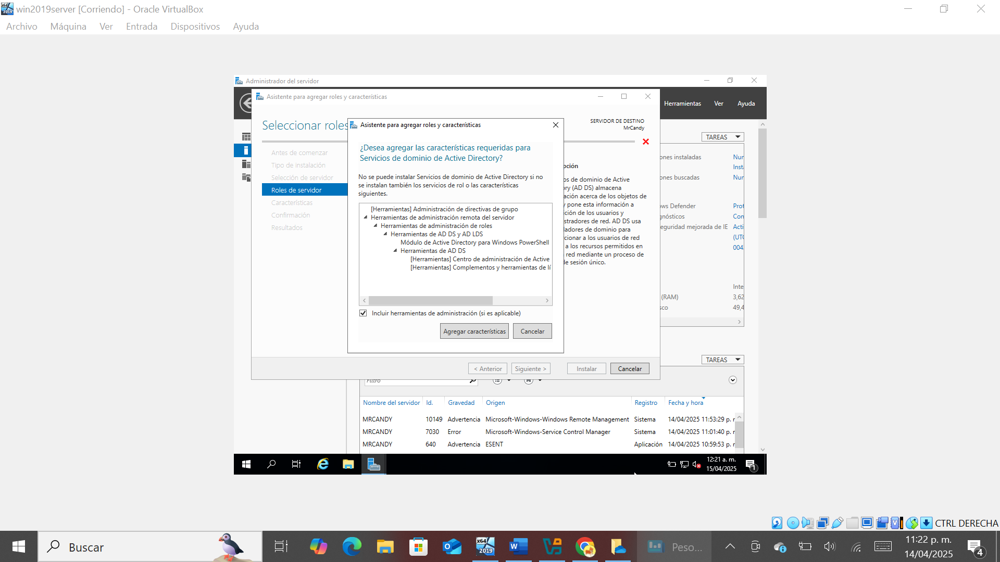 win2019server [Corriendo] - Oracle VirtualBox
Archivo Máquina Ver Entrada Dispositivos Ayuda
Administrador del servidor
Herramientas Ver Ayuda
Asistente para agregar roles y características
Seleccionar roles
SERVIDOR DE DESTINO
MrCandy
Antes de comenzar
Tipo de instalación
Selección de servidor
Roles de servidor
Características
Confirmación
Resultados
Asistente para agregar roles y características
¿Desea agregar las características requeridas para
Servicios de dominio de Active Directory?
No se puede instalar Servicios de dominio de Active Directory si no
se instalan también los servicios de rol o las características
siguientes.
[Herramientas] Administración de directivas de grupo
Herramientas de administración remota del servidor
Herramientas de administración de roles
Herramientas de AD DS y AD LDS
Módulo de Active Directory para Windows PowerShell
Herramientas de AD DS
[Herramientas] Centro de administración de Active
[Herramientas] Complementos y herramientas de lí
Incluir herramientas de administración (si es aplicable)
Agregar características Cancelar
pción
os de dominio de Active
ry (AD DS) almacena
ación acerca de los objetos de
y pone esta información a
ición de los usuarios y
stradores de red. AD DS usa
ladores de dominio para
rcionar a los usuarios de red
a los recursos permitidos en
red mediante un proceso de
de sesión único.
< Anterior Siguiente > Instalar Cancelar
TAREAS
ones instaladas
Inst
ones buscadas
ows Defender Prot
gnósticos Con
eguridad mejorada de IE Acti
(UTC
004
Inte
(RAM) 3,62
sco 49,4
TAREAS
Filtro
Nombre del servidor Id. Gravedad Origen Registro Fecha y hora
MRCANDY 10149 Advertencia Microsoft-Windows-Windows Remote Management Sistema 14/04/2025 11:53:29 p. r
MRCANDY 7030 Error Microsoft-Windows-Service Control Manager Sistema 14/04/2025 11:01:40 p. r
MRCANDY 640 Advertencia ESENT Aplicación 14/04/2025 10:59:53 p. r
12:21 a. m.
15/04/2025
1
CTRL DERECHA
Buscar
x64
2019
Peso...
11:22 p. m.
14/04/2025
4